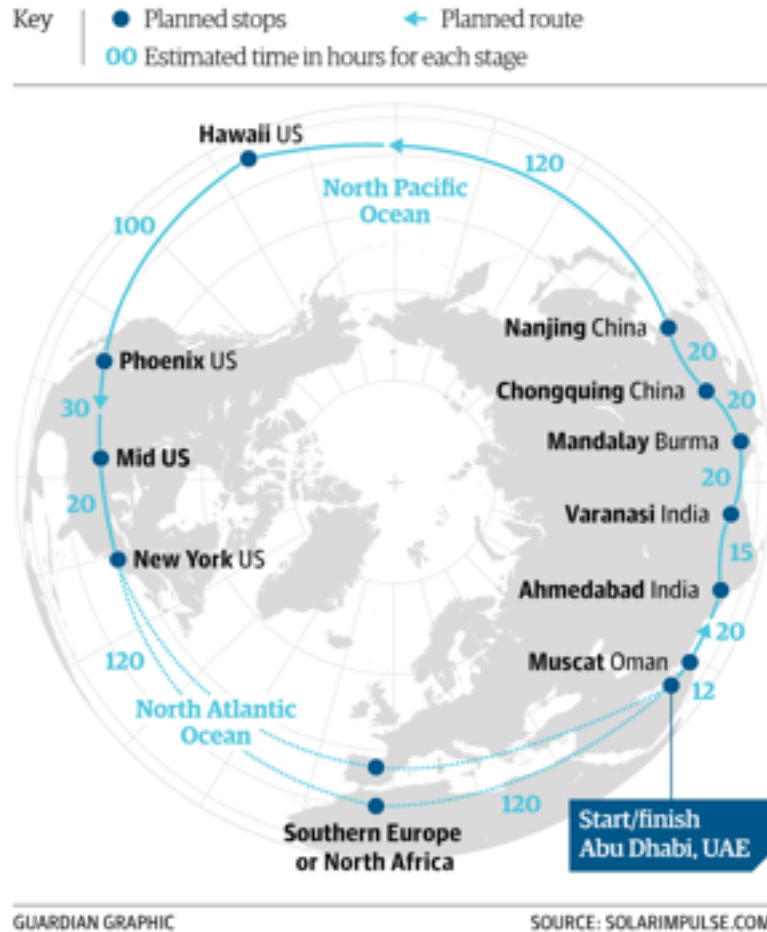 Key
Planned stops
Planned route
00 Estimated time in hours for each stage
Hawaii US
120
North Pacific
Ocean
100
Nanjing China
Phoenix US
20
Chongquing China
20
30
Mandalay Burma
Mid US
20
20
Varanasi India
New York US
15
Ahmedabad India
20
Muscat Oman
120
12
North Atlantic
Ocean
120
Start/finish
Abu Dhabi, UAE
Southern Europe
or North Africa
GUARDIAN GRAPHIC
SOURCE: SOLARIMPULSE.COM